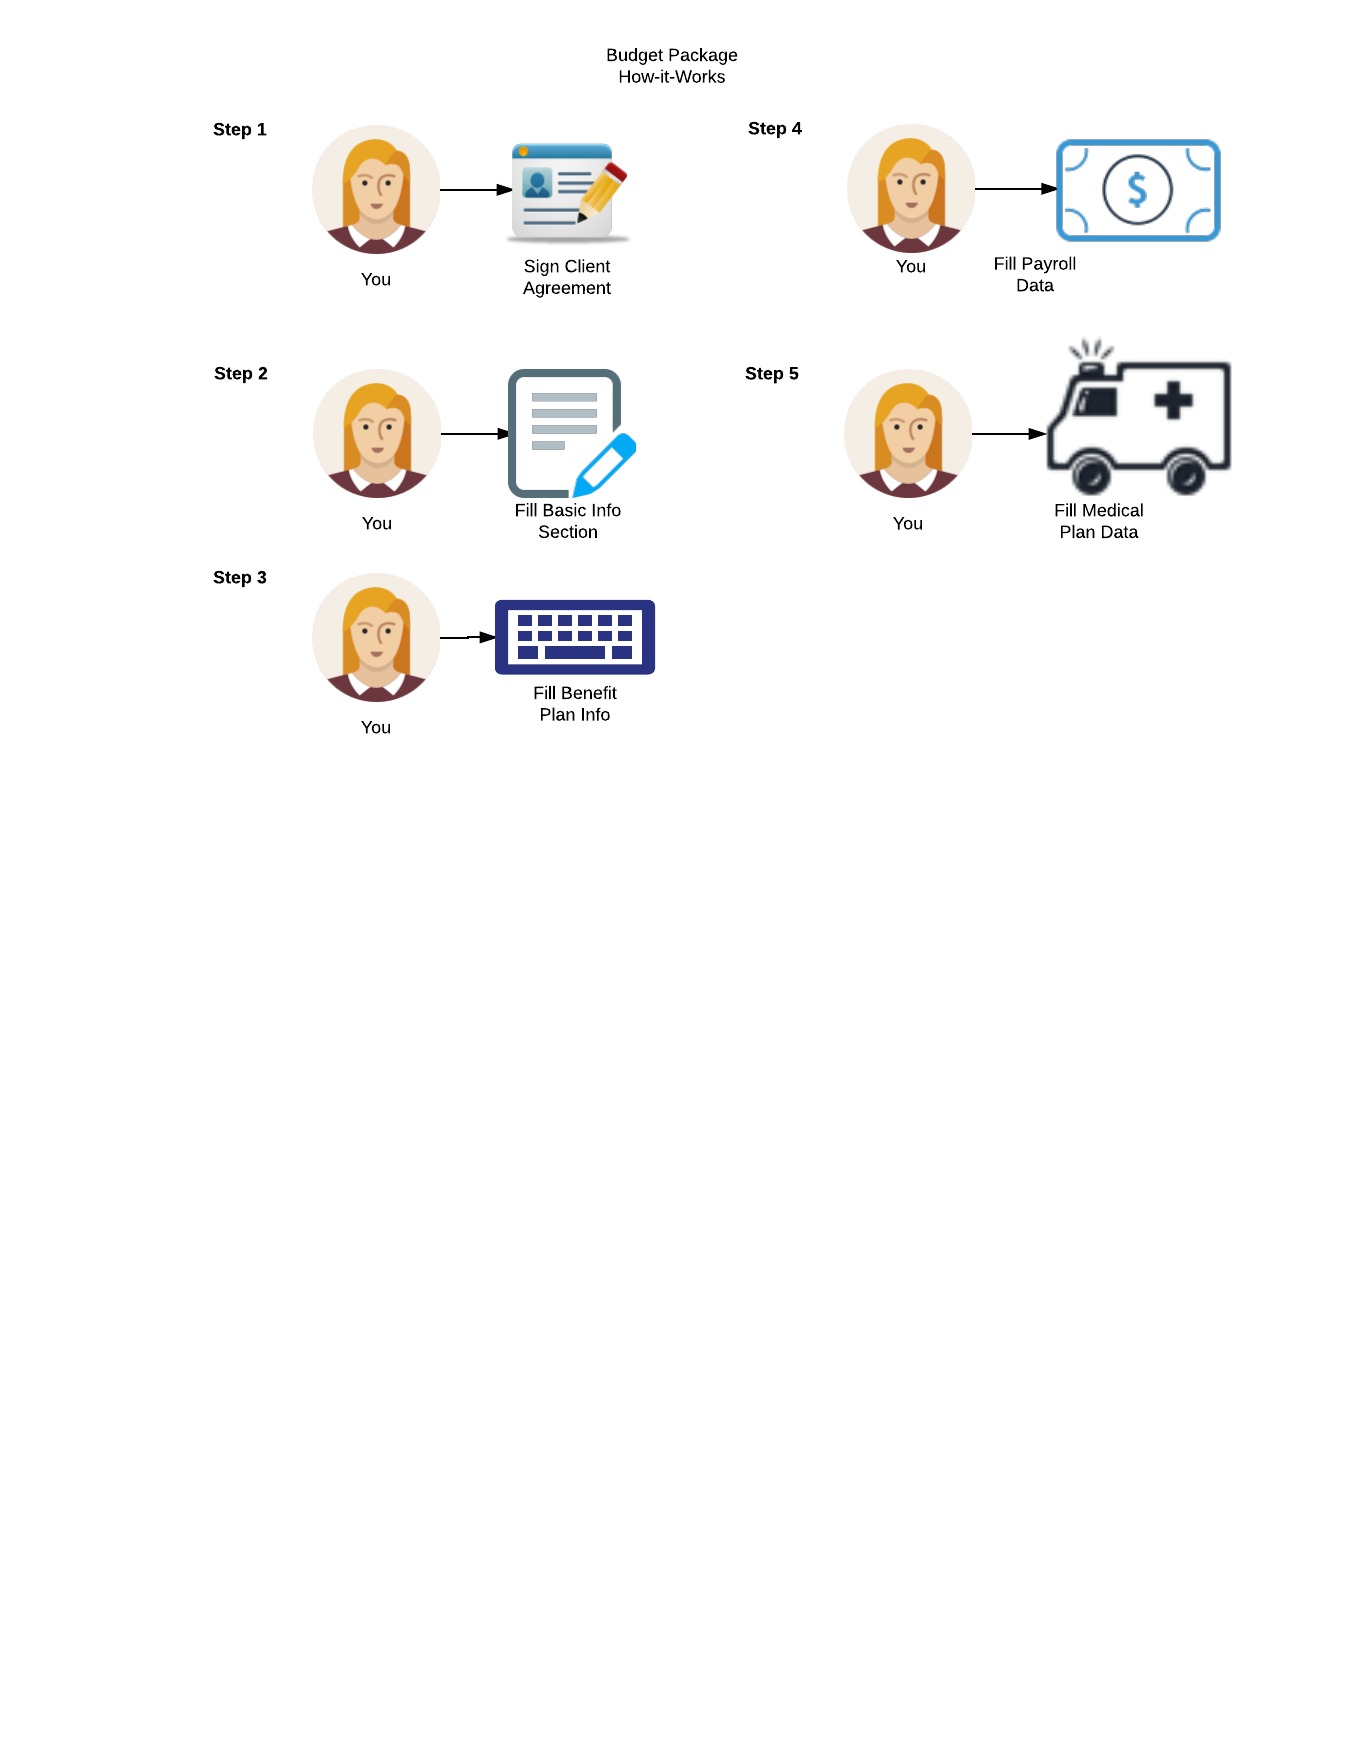 Budget Package
How-it-Works
Step 1
You
Sign Client
Agreement
Step 2
You
Fill Basic Info
Section
Step 3
You
Fill Benefit
Plan Info
Step 4
You
Fill Payroll
Data
$
Step 5
You
Fill Medical
Plan Data